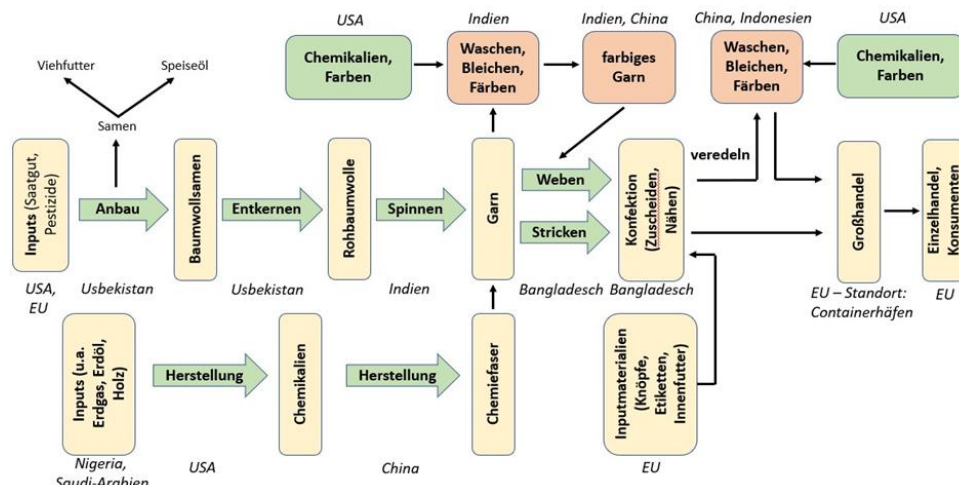 USA
Indien
Indien, China
China, Indonesien
USA
Chemikalien,
Farben
Waschen,
Bleichen,
Färben
farbiges
Garn
Waschen,
Bleichen,
Färben
Chemikalien,
Farben
Viehfutter
Speiseöl
Samen
Inputs (Saatgut,
Pestizide)
Anbau
Baumwollsamen
Entkernen
Rohbaumwolle
Spinnen
Garn
Weben
Stricken
Konfektion
(Zuscheiden,
Nähen)
veredeln
Großhandel
Einzelhandel,
Konsumenten
USA,
EU
Usbekistan
Usbekistan
Indien
Bangladesch
Bangladesch
EU – Standort:
Containerhäfen
EU
Inputs (u.a.
Erdgas, Erdöl,
Holz)
Herstellung
Chemikalien
Herstellung
Chemiefaser
Inputmaterialien
(Knöpfe,
Etiketten,
Innenfutter)
Nigeria,
Saudi-Arabien
USA
China
EU